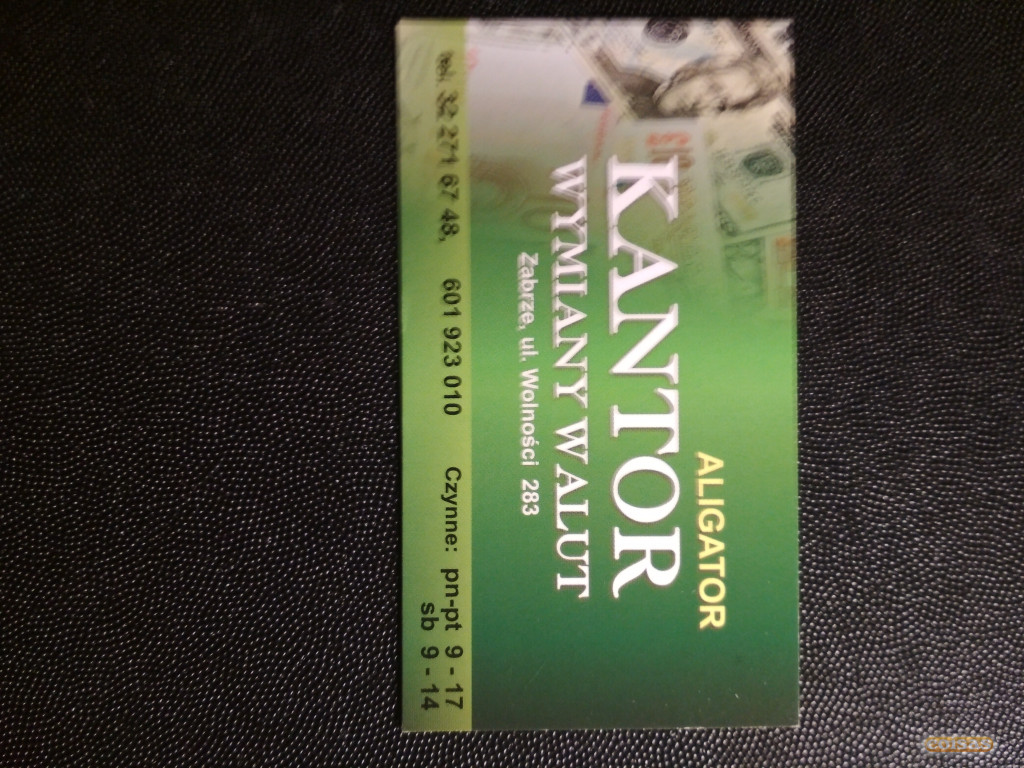 ALIGATOR
KANTOR
WYMIANY WALUT
Zabrze, ul. Wolności 283
tel. 32 271 67 48, 601 923 010 Czynne: pn-pt 9 - 17
sb 9 - 14